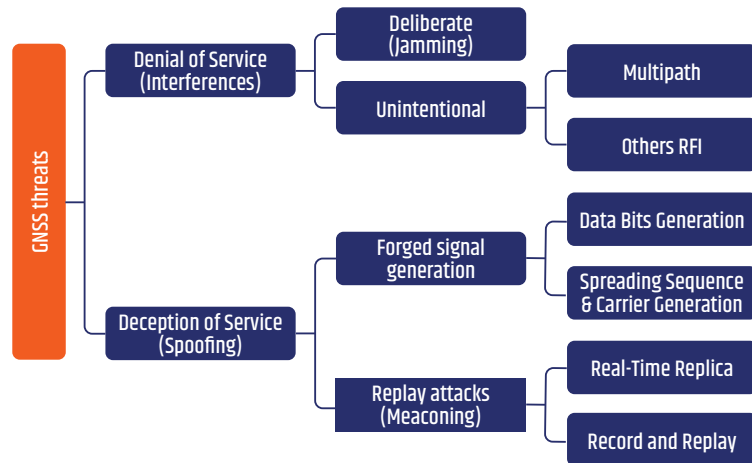 GNSS threats
Denial of Service
(Interferences)
Deliberate
(Jamming)
Unintentional
Multipath
Others RFI
Deception of Service
(Spoofing)
Forged signal
generation
Data Bits Generation
Spreading Sequence
& Carrier Generation
Replay attacks
(Meaconing)
Real-Time Replica
Record and Replay